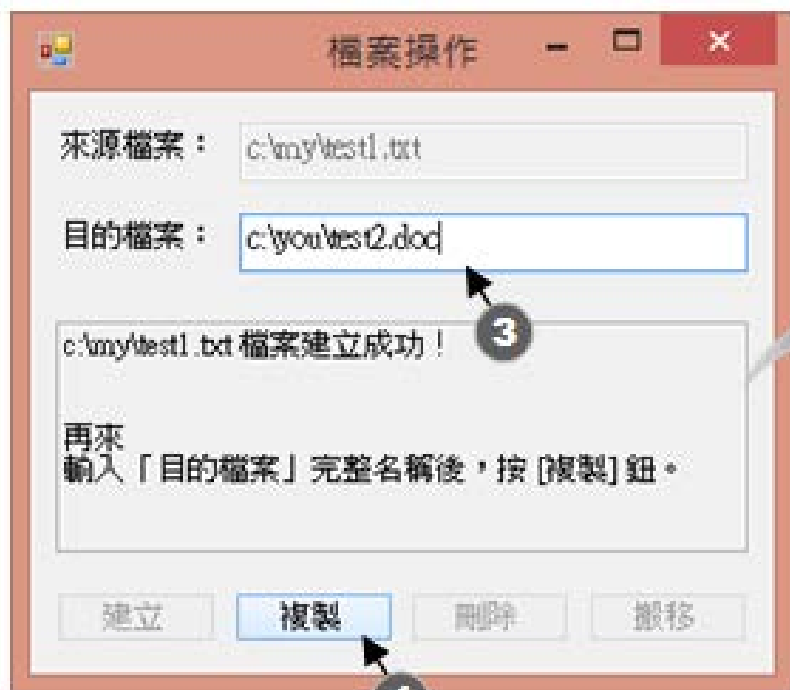 檔案操作
來源檔案： c:\my\test1.txt
目的檔案： c:\you\test2.doc
3
c:\my\test1.txt 檔案建立成功！
再來
輸入「目的檔案」完整名稱後，按 [複製] 鈕。
建立 複製 刪除 搬移